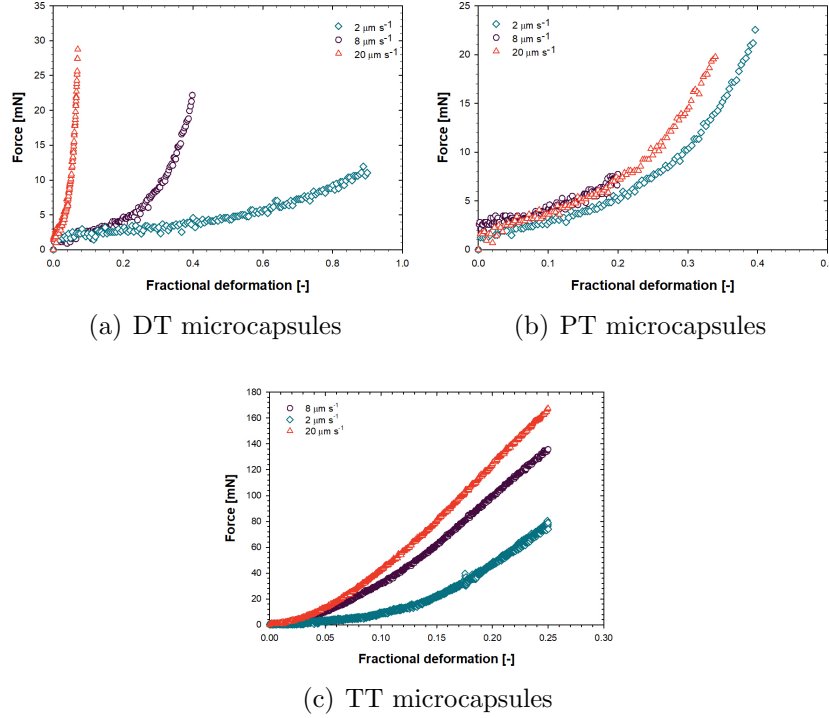 35
30
25
20
15
10
5
0
Force [mN]
2 μm s⁻¹
8 μm s⁻¹
20 μm s⁻¹
0.0 0.2 0.4 0.6 0.8 1.0
Fractional deformation [-]
(a) DT microcapsules
25
20
15
10
5
0
Force [mN]
2 μm s⁻¹
8 μm s⁻¹
20 μm s⁻¹
0.0 0.1 0.2 0.3 0.4 0.5
Fractional deformation [-]
(b) PT microcapsules
180
160
140
120
100
80
60
40
20
0
Force [mN]
8 μm s⁻¹
2 μm s⁻¹
20 μm s⁻¹
0.00 0.05 0.10 0.15 0.20 0.25 0.30
Fractional deformation [-]
(c) TT microcapsules